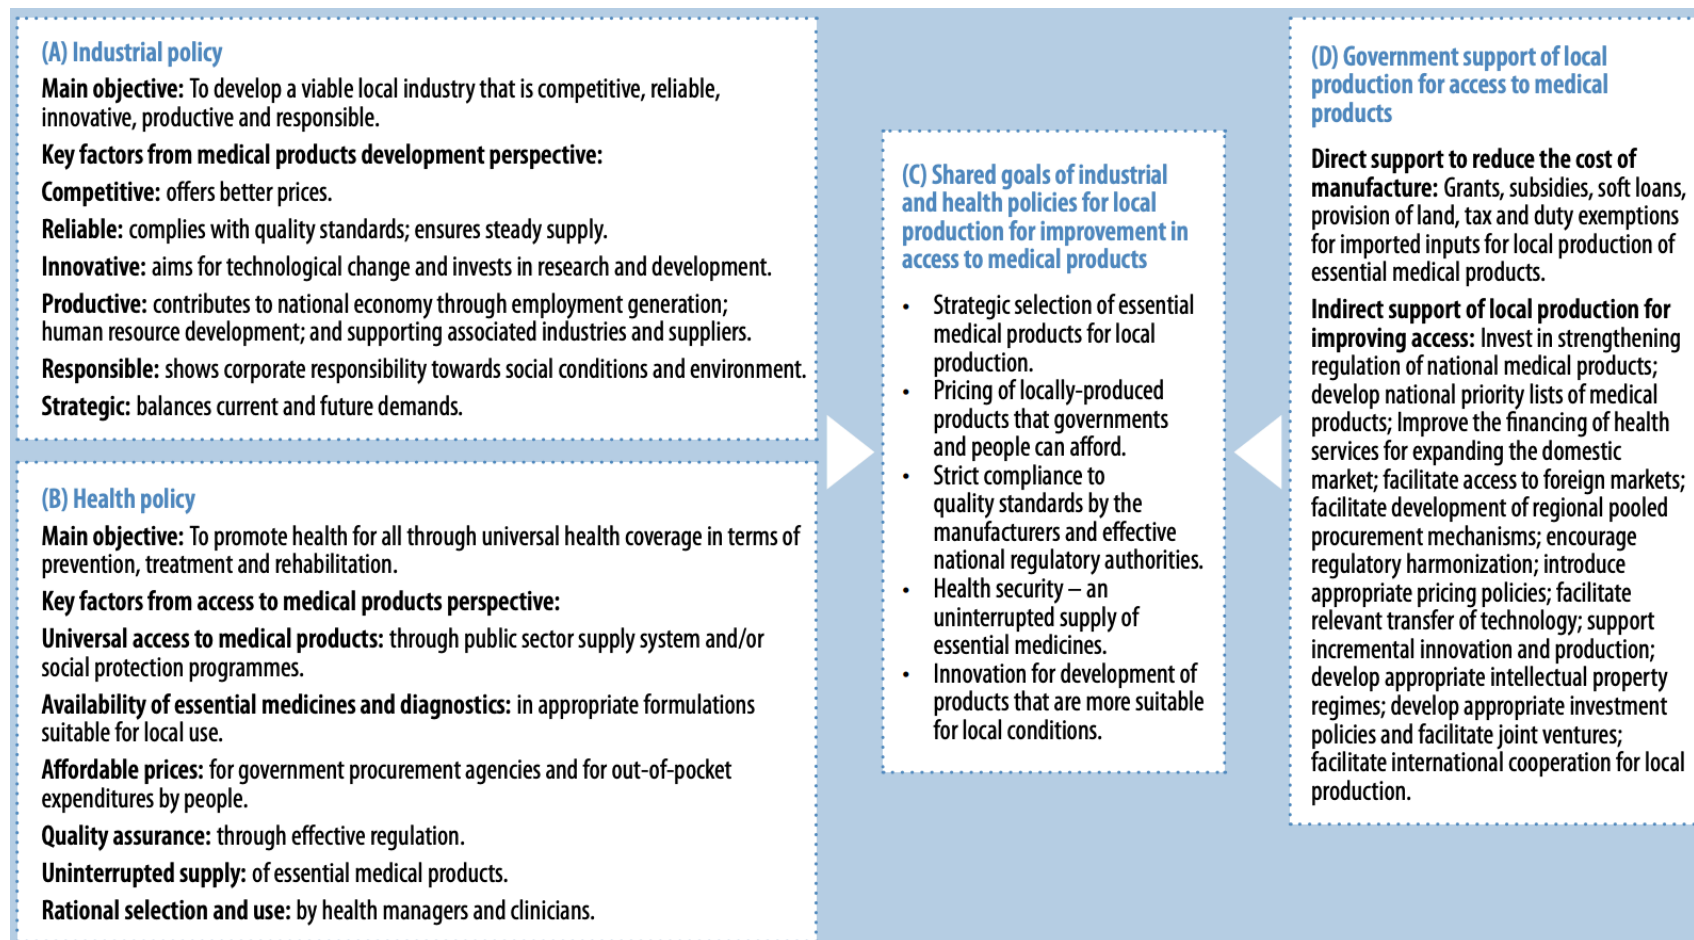 (A) Industrial policy
Main objective: To develop a viable local industry that is competitive, reliable,
innovative, productive and responsible.
Key factors from medical products development perspective:
Competitive: offers better prices.
Reliable: complies with quality standards; ensures steady supply.
Innovative: aims for technological change and invests in research and development.
Productive: contributes to national economy through employment generation;
human resource development; and supporting associated industries and suppliers.
Responsible: shows corporate responsibility towards social conditions and environment.
Strategic: balances current and future demands.
(B) Health policy
Main objective: To promote health for all through universal health coverage in terms of
prevention, treatment and rehabilitation.
Key factors from access to medical products perspective:
Universal access to medical products: through public sector supply system and/or
social protection programmes.
Availability of essential medicines and diagnostics: in appropriate formulations
suitable for local use.
Affordable prices: for government procurement agencies and for out-of-pocket
expenditures by people.
Quality assurance: through effective regulation.
Uninterrupted supply: of essential medical products.
Rational selection and use: by health managers and clinicians.
(C) Shared goals of industrial
and health policies for local
production for improvement in
access to medical products
• Strategic selection of essential
medical products for local
production.
• Pricing of locally-produced
products that governments
and people can afford.
• Strict compliance to
quality standards by the
manufacturers and effective
national regulatory authorities.
• Health security – an
uninterrupted supply of
essential medicines.
• Innovation for development of
products that are more suitable
for local conditions.
(D) Government support of local
production for access to medical
products
Direct support to reduce the cost of
manufacture: Grants, subsidies, soft loans,
provision of land, tax and duty exemptions
for imported inputs for local production of
essential medical products.
Indirect support of local production for
improving access: Invest in strengthening
regulation of national medical products;
develop national priority lists of medical
products; Improve the financing of health
services for expanding the domestic
market; facilitate access to foreign markets;
facilitate development of regional pooled
procurement mechanisms; encourage
regulatory harmonization; introduce
appropriate pricing policies; facilitate
relevant transfer of technology; support
incremental innovation and production;
develop appropriate intellectual property
regimes; develop appropriate investment
policies and facilitate joint ventures;
facilitate international cooperation for local
production.